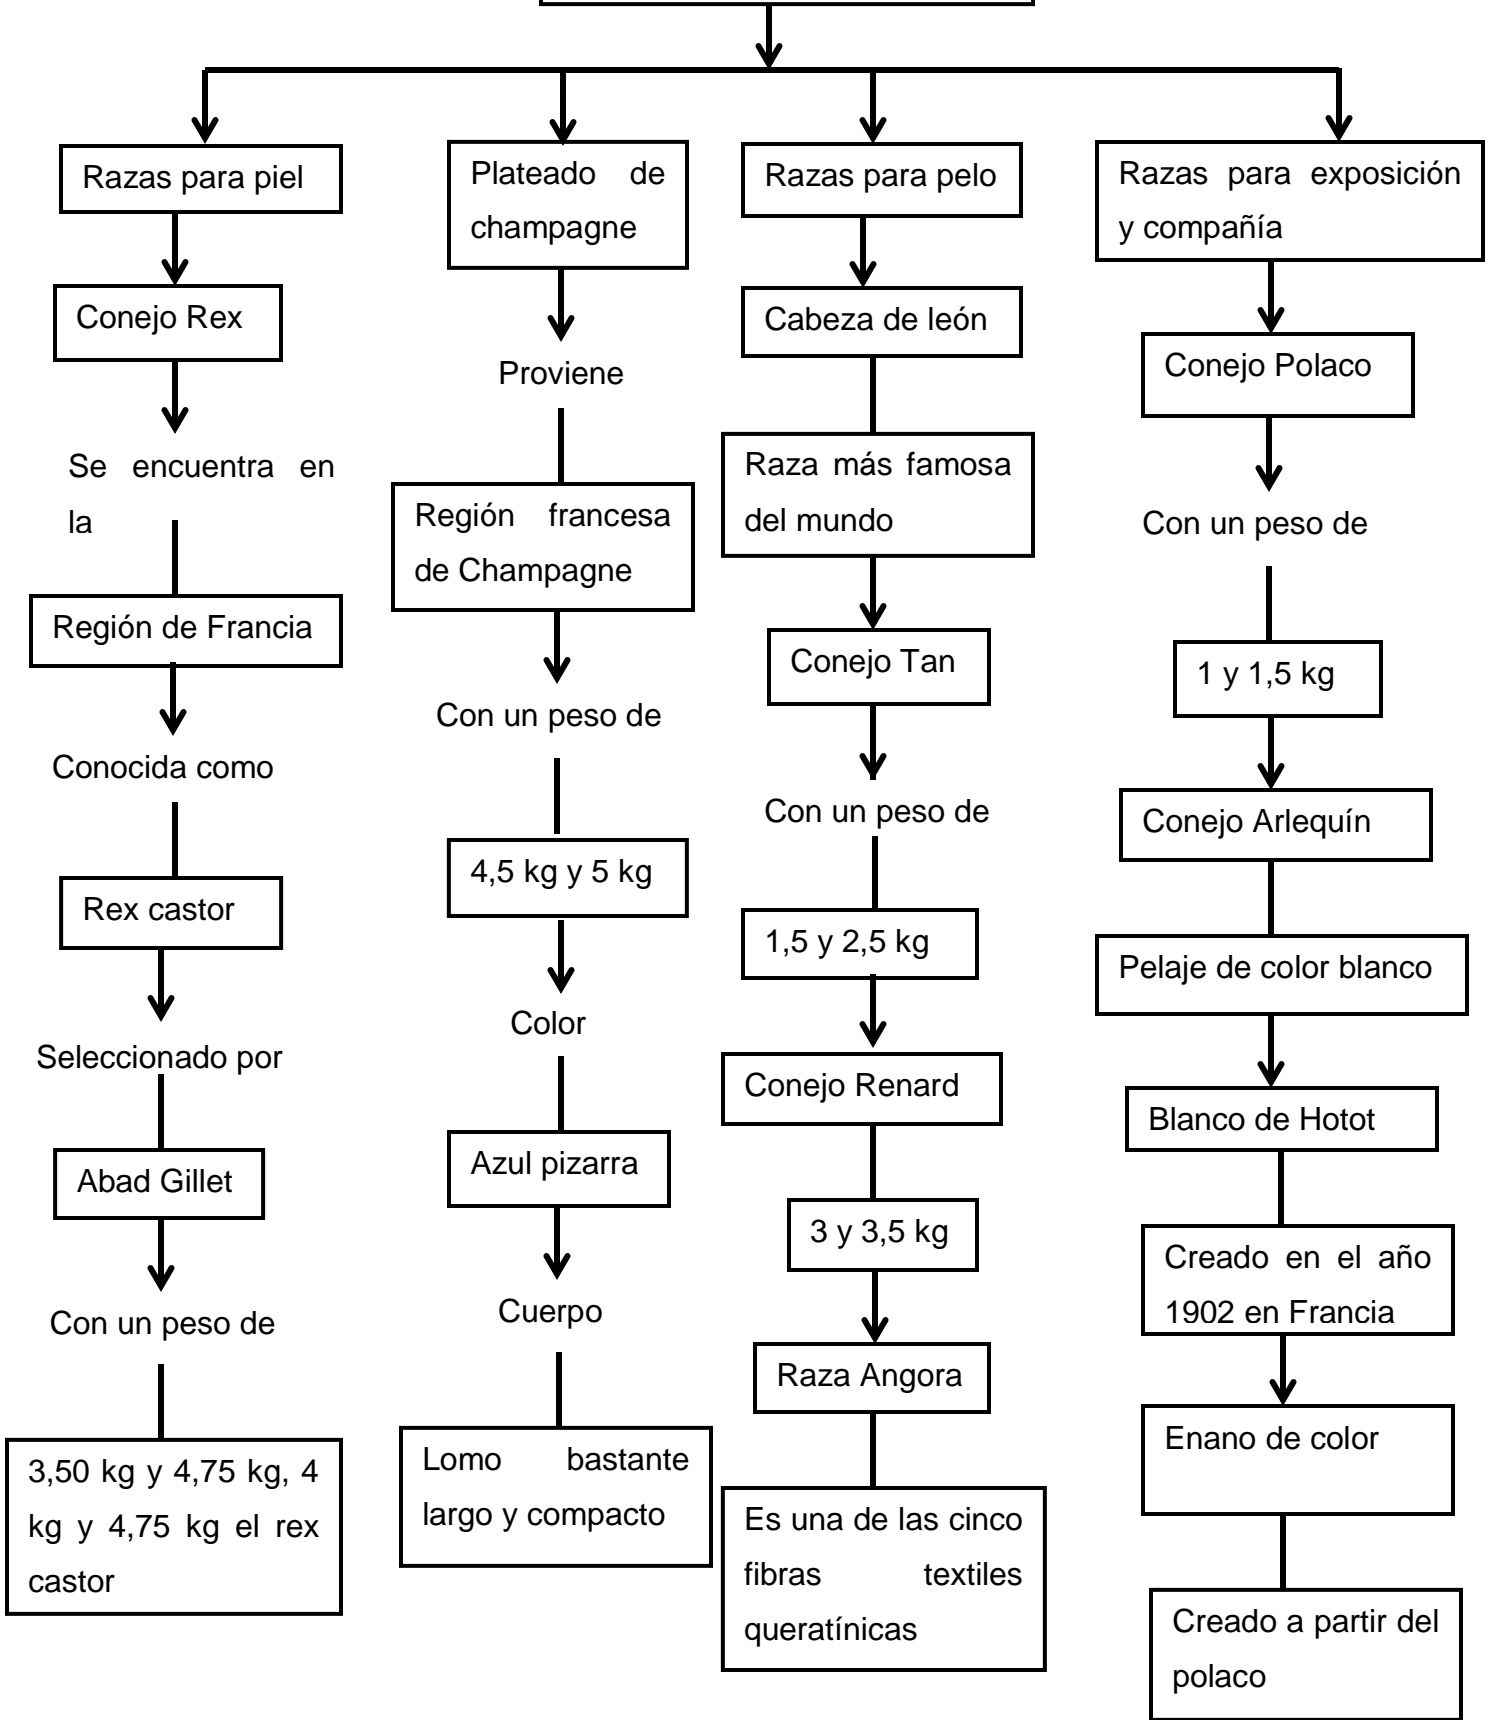 Razas para piel
Conejo Rex
Se encuentra en
la
Región de Francia
Conocida como
Rex castor
Seleccionado por
Abad Gillet
Con un peso de
3,50 kg y 4,75 kg, 4
kg y 4,75 kg el rex
castor
Plateado de
champagne
Proviene
Región francesa
de Champagne
Con un peso de
4,5 kg y 5 kg
Color
Azul pizarra
Cuerpo
Lomo bastante
largo y compacto
Razas para pelo
Cabeza de león
Raza más famosa
del mundo
Conejo Tan
Con un peso de
1,5 y 2,5 kg
Conejo Renard
3 y 3,5 kg
Raza Angora
Es una de las cinco
fibras textiles
queratínicas
Razas para exposición
y compañía
Conejo Polaco
Con un peso de
1 y 1,5 kg
Conejo Arlequín
Pelaje de color blanco
Blanco de Hotot
Creado en el año
1902 en Francia
Enano de color
Creado a partir del
polaco